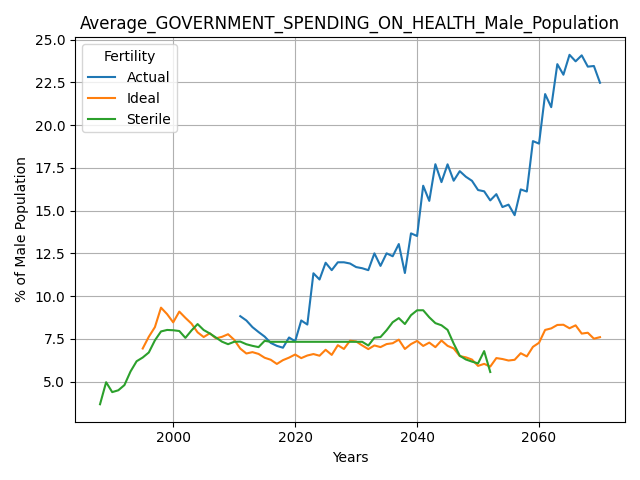 Average_GOVERNMENT_SPENDING_ON_HEALTH_Male_Population
Fertility
Actual
Ideal
Sterile
% of Male Population
25.0
22.5
20.0
17.5
15.0
12.5
10.0
7.5
5.0
2000 2020 2040 2060
Years